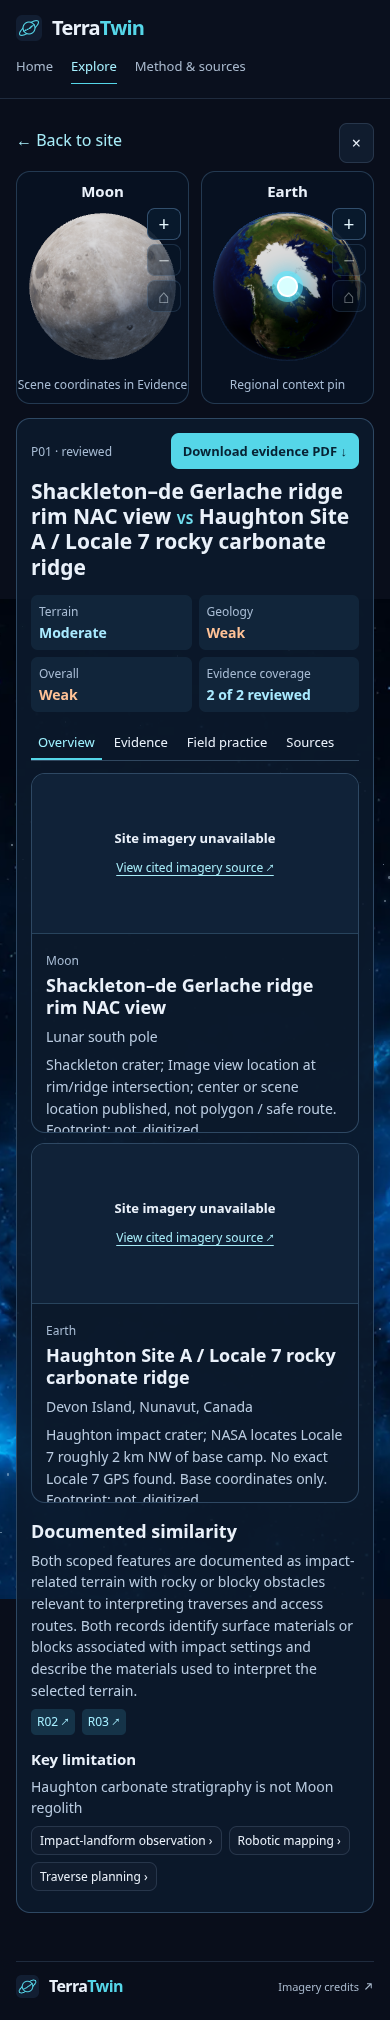 TerraTwin
Home Explore Method & sources
← Back to site ×
Moon
+
−
⌂
Scene coordinates in Evidence
Earth
+
−
⌂
Regional context pin
P01 · reviewed
Download evidence PDF ↓
Shackleton–de Gerlache ridge
rim NAC view vs Haughton Site
A / Locale 7 rocky carbonate
ridge
Terrain
Moderate
Geology
Weak
Overall
Weak
Evidence coverage
2 of 2 reviewed
Overview Evidence Field practice Sources
Site imagery unavailable
View cited imagery source ↗
Moon
Shackleton–de Gerlache ridge
rim NAC view
Lunar south pole
Shackleton crater; Image view location at
rim/ridge intersection; center or scene
location published, not polygon / safe route.
Footprint: not_digitized
Site imagery unavailable
View cited imagery source ↗
Earth
Haughton Site A / Locale 7 rocky
carbonate ridge
Devon Island, Nunavut, Canada
Haughton impact crater; NASA locates Locale
7 roughly 2 km NW of base camp. No exact
Locale 7 GPS found. Base coordinates only.
Footprint: not_digitized
Documented similarity
Both scoped features are documented as impact-
related terrain with rocky or blocky obstacles
relevant to interpreting traverses and access
routes. Both records identify surface materials or
blocks associated with impact settings and
describe the materials used to interpret the
selected terrain.
R02 ↗ R03 ↗
Key limitation
Haughton carbonate stratigraphy is not Moon
regolith
Impact-landform observation › Robotic mapping ›
Traverse planning ›
TerraTwin
Imagery credits ↗